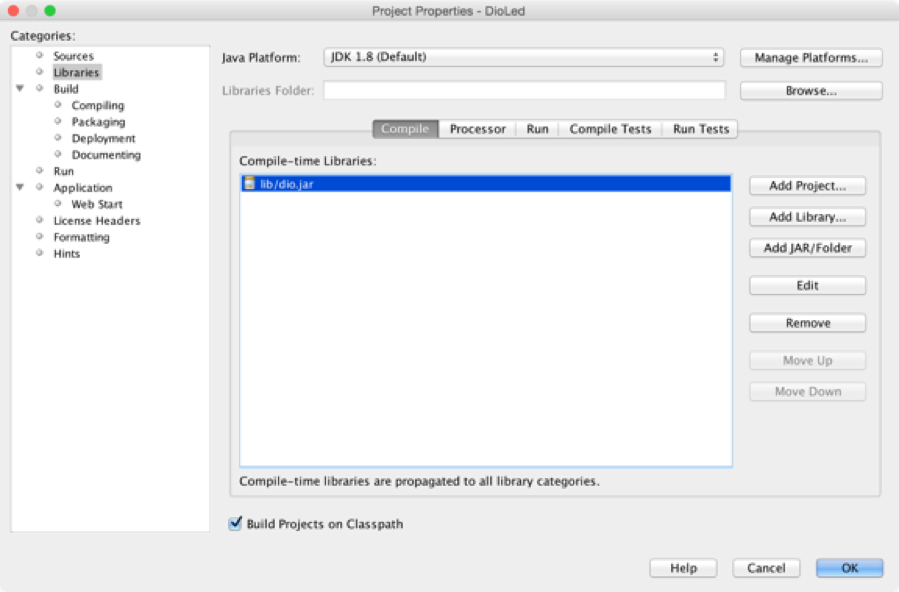 Project Properties - DioLed
Categories:
Sources
Libraries
Build
Compiling
Packaging
Deployment
Documenting
Run
Application
Web Start
License Headers
Formatting
Hints
Java Platform: JDK 1.8 (Default) Manage Platforms...
Libraries Folder: Browse...
Compile Processor Run Compile Tests Run Tests
Compile-time Libraries:
lib/dio.jar
Add Project...
Add Library...
Add JAR/Folder
Edit
Remove
Move Up
Move Down
Compile-time libraries are propagated to all library categories.
Build Projects on Classpath
Help Cancel OK